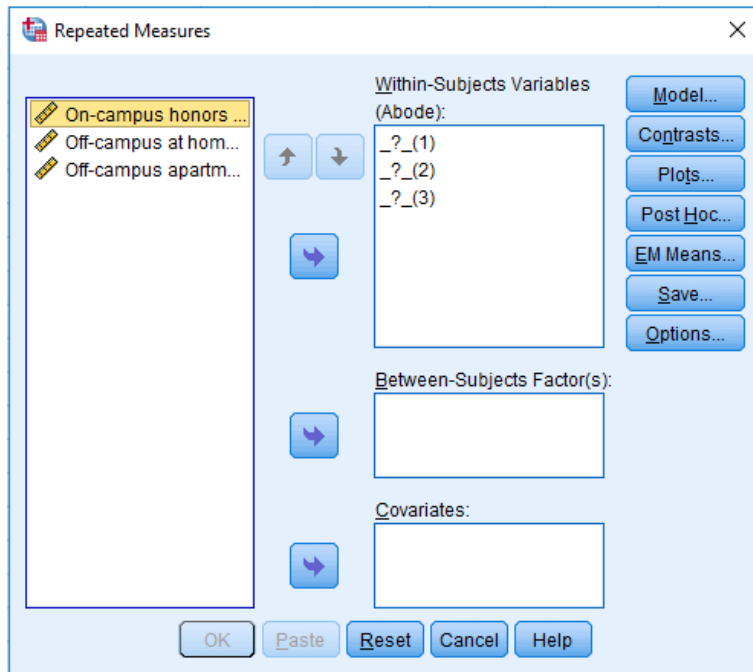 Repeated Measures
On-campus honors ...
Off-campus at hom...
Off-campus apartm...
Within-Subjects Variables
(Abode):
_?_(1)
_?_(2)
_?_(3)
Between-Subjects Factor(s):
Covariates:
Model...
Contrasts...
Plots...
Post Hoc...
EM Means...
Save...
Options...
OK
Paste
Reset
Cancel
Help